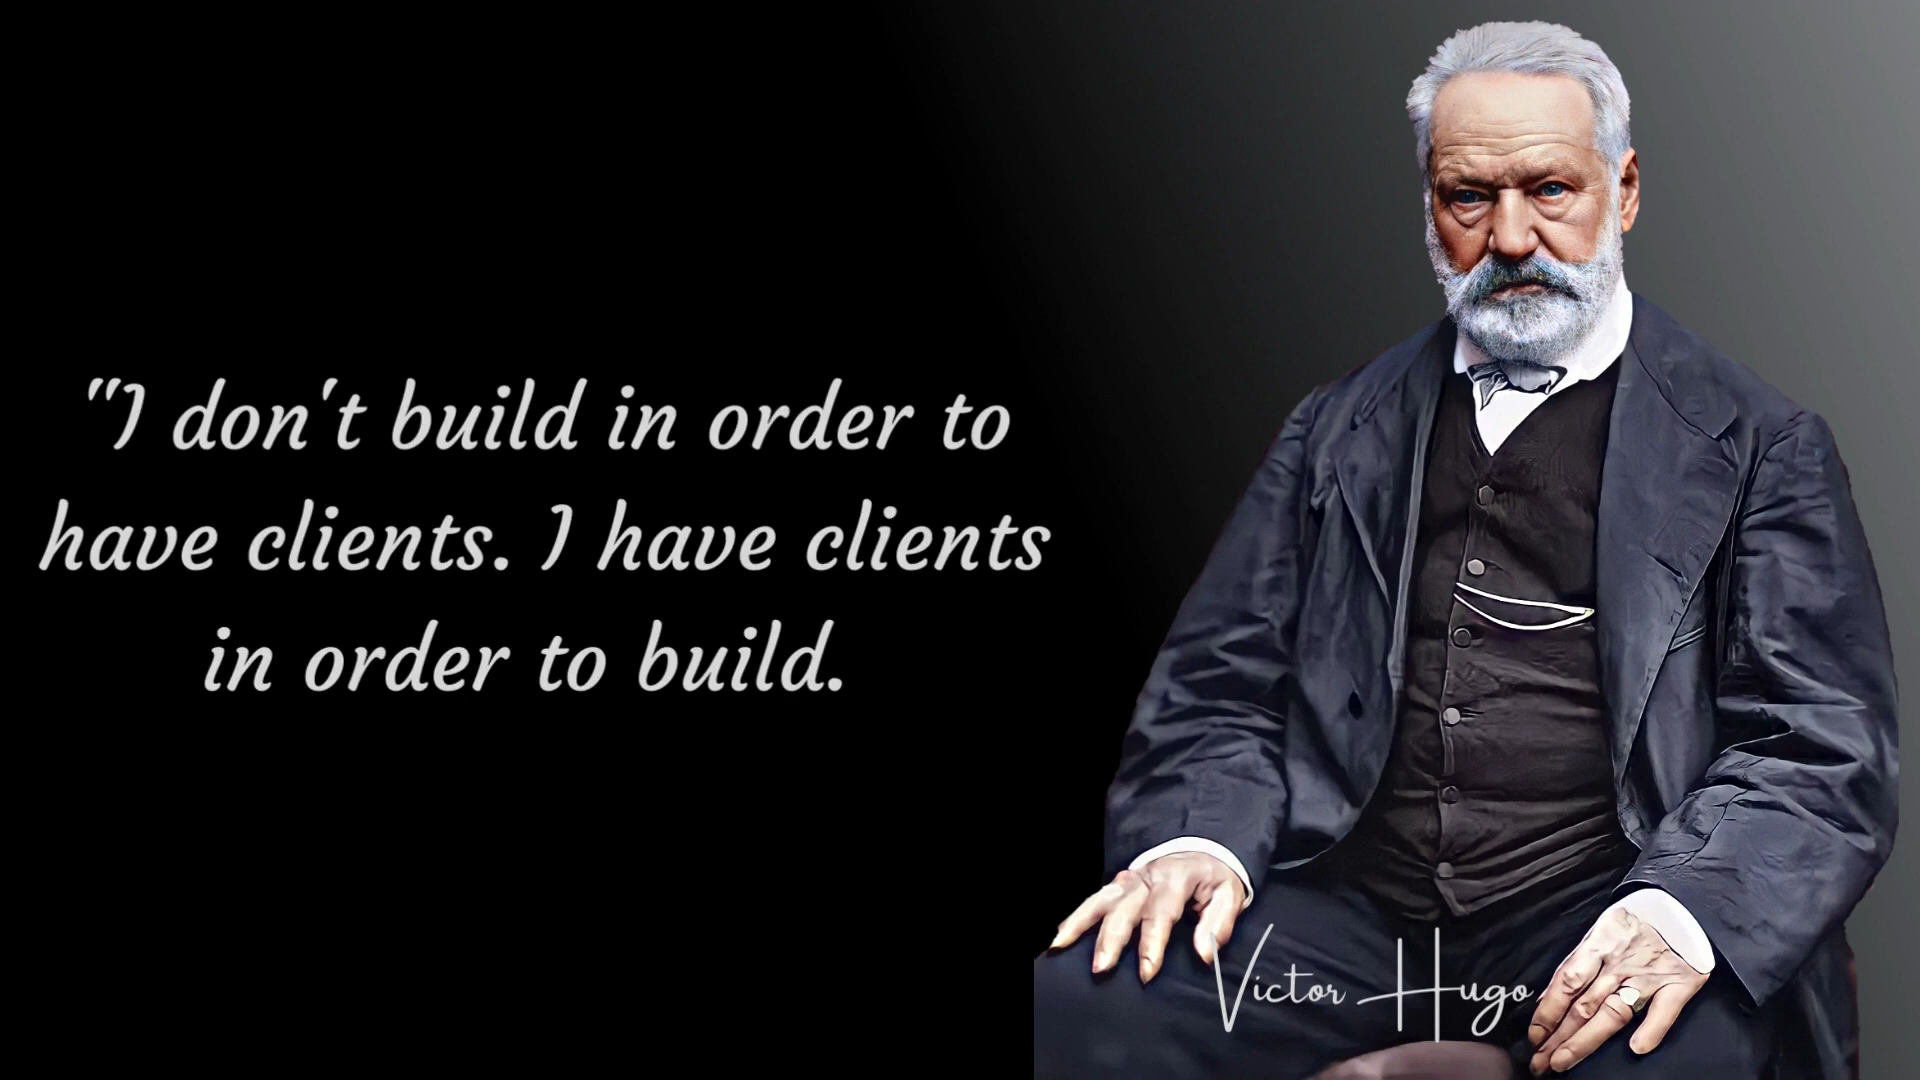 "I don't build in order to
have clients. I have clients
in order to build.
Victor Hugo